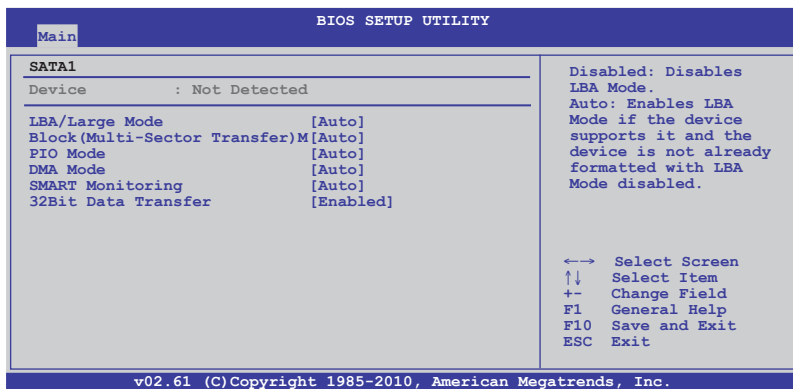 BIOS SETUP UTILITY
Main
SATA1
Device : Not Detected
LBA/Large Mode [Auto]
Block(Multi-Sector Transfer)M[Auto]
PIO Mode [Auto]
DMA Mode [Auto]
SMART Monitoring [Auto]
32Bit Data Transfer [Enabled]
Disabled: Disables
LBA Mode.
Auto: Enables LBA
Mode if the device
supports it and the
device is not already
formatted with LBA
Mode disabled.
←→ Select Screen
↑↓ Select Item
+- Change Field
F1 General Help
F10 Save and Exit
ESC Exit
v02.61 (C)Copyright 1985-2010, American Megatrends, Inc.